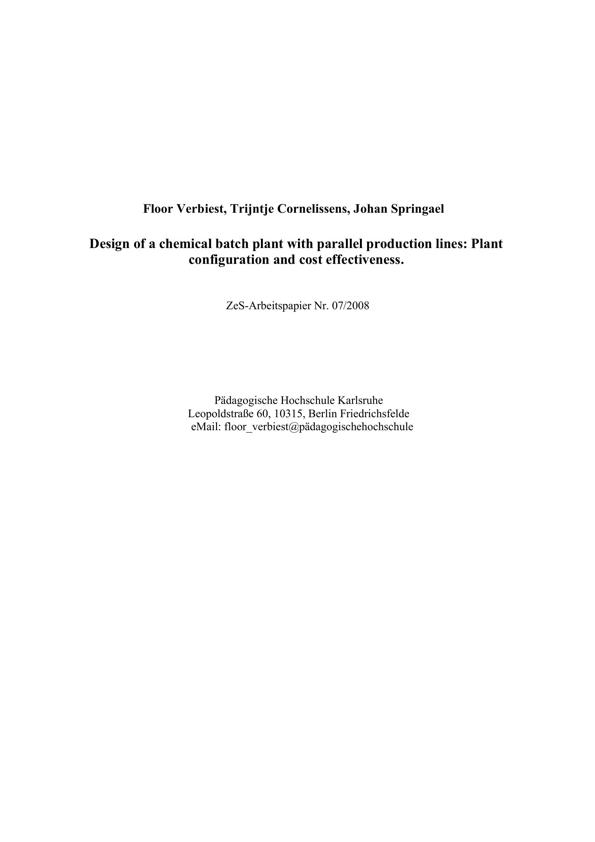 Floor Verbiest, Trijntje Cornelissens, Johan Springael
Design of a chemical batch plant with parallel production lines: Plant
configuration and cost effectiveness.
ZeS-Arbeitspapier Nr. 07/2008
Pädagogische Hochschule Karlsruhe
Leopoldstraße 60, 10315, Berlin Friedrichsfelde
eMail: floor_verbiest@pädagogischehochschule